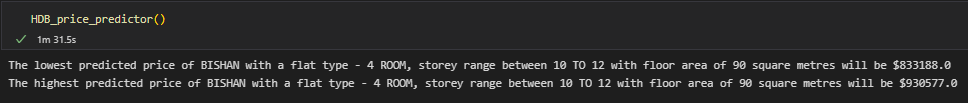 HDB_price_predictor()
1m 31.5s
The lowest predicted price of BISHAN with a flat type - 4 ROOM, storey range between 10 TO 12 with floor area of 90 square metres will be $833188.0
The highest predicted price of BISHAN with a flat type - 4 ROOM, storey range between 10 TO 12 with floor area of 90 square metres will be $930577.0